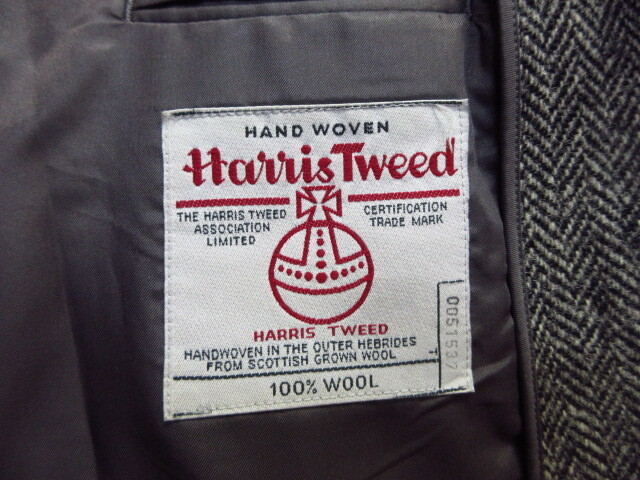 HAND WOVEN
Harris Tweed
THE HARRIS TWEED
ASSOCIATION
LIMITED
CERTIFICATION
TRADE MARK
HARRIS TWEED
HANDWOVEN IN THE OUTER HEBRIDES
FROM SCOTTISH GROWN WOOL
100% WOOL
T
0051537